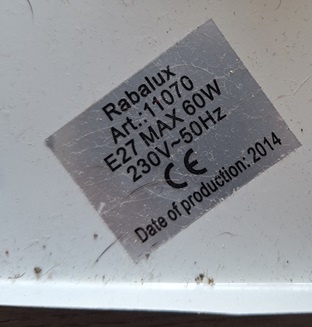 Rabalux
Art.:11070
E27 MAX 60W
230V~50Hz
CE
Date of production: 2014